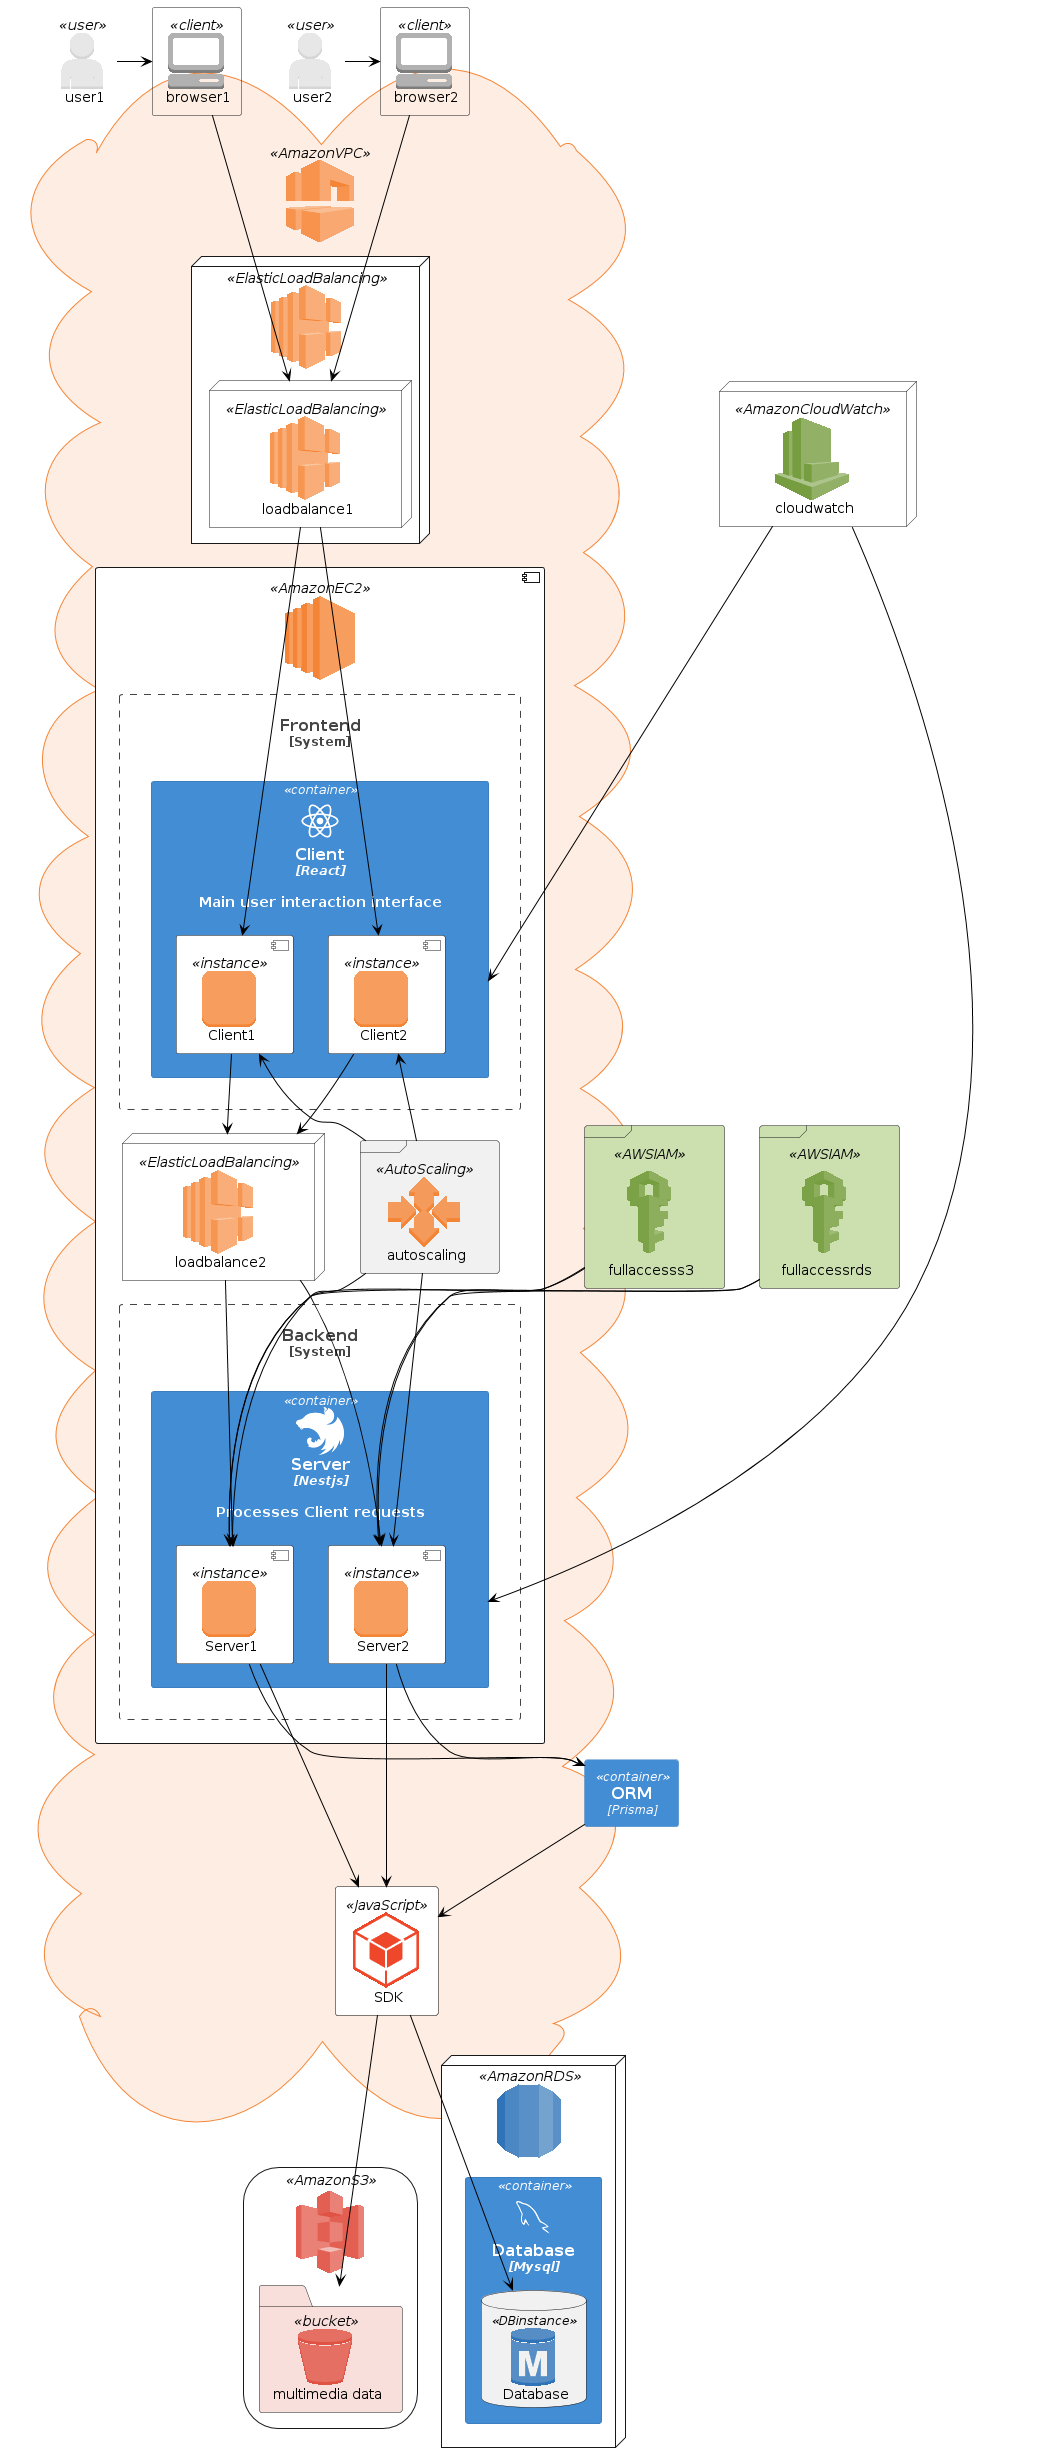 «user»
«client»
«user»
«client»
user1
browser1
user2
browser2
«AmazonVPC»
«ElasticLoadBalancing»
«ElasticLoadBalancing»
loadbalance1
«AmazonCloudWatch»
cloudwatch
«AmazonEC2»
Frontend
[System]
«container»
Client
[React]
Main user interaction interface
«instance»
«instance»
Client1
Client2
«ElasticLoadBalancing»
loadbalance2
«AutoScaling»
autoscaling
«AWSIAM»
fullaccesss3
«AWSIAM»
fullaccessrds
Backend
[System]
«container»
Server
[Nestjs]
Processes Client requests
«instance»
«instance»
Server1
Server2
«container»
ORM
[Prisma]
«JavaScript»
SDK
«AmazonRDS»
«AmazonS3»
«container»
Database
[Mysql]
«bucket»
«DBinstance»
M
multimedia data
Database